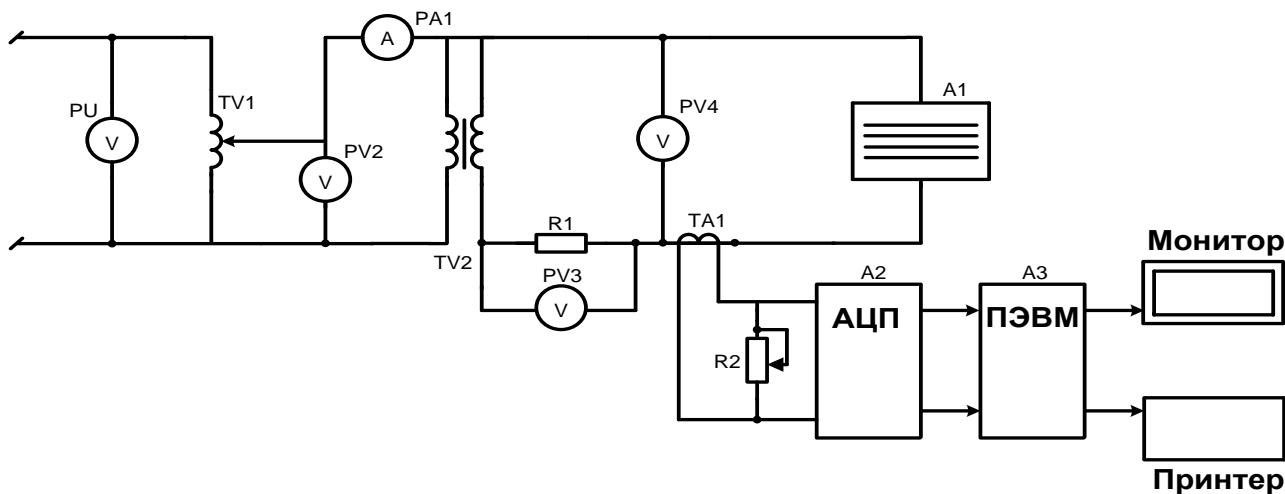 PA1
A
PU
V
TV1
PV2
V
PV4
V
A1
R1
TV2
PV3
V
TA1
Монитор
A2
АЦП
A3
ПЭВМ
R2
Принтер